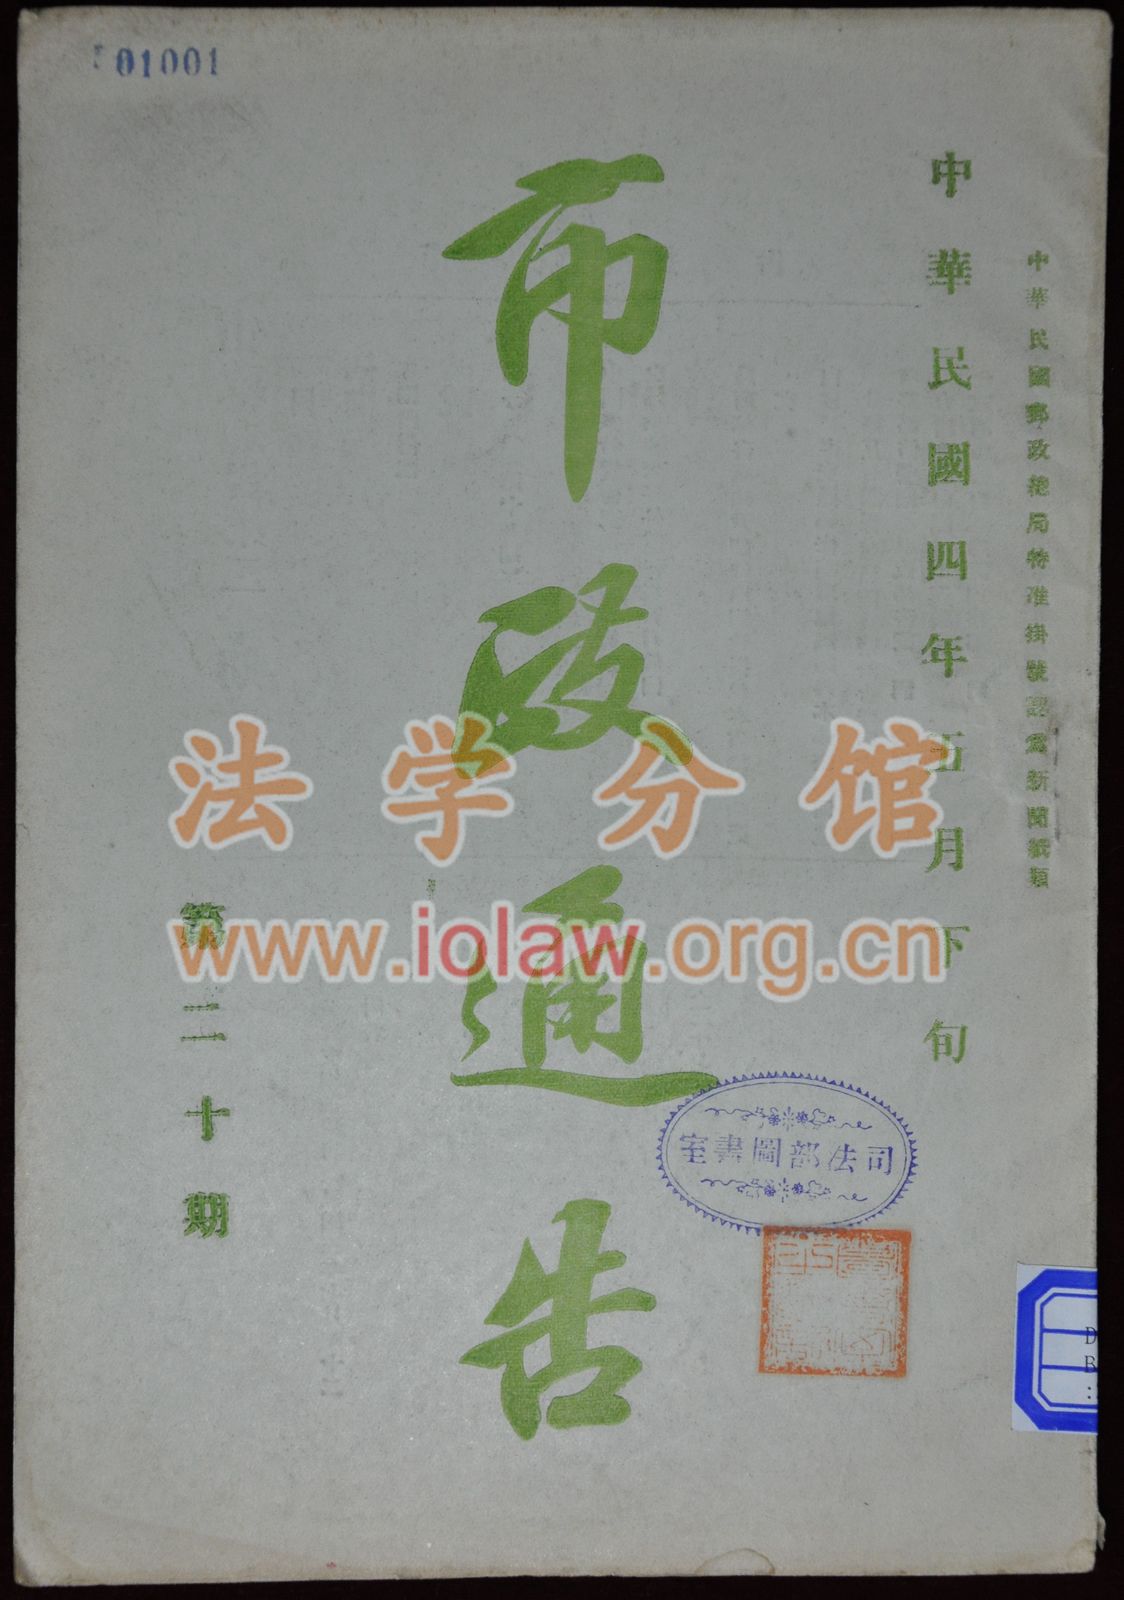 01001
中華民國郵政總局特准掛號認爲新聞紙類
中華民國四年五月下旬
市政通告
第二十期
法学分馆
www.iolaw.org.cn
司法部圖書室
D
B